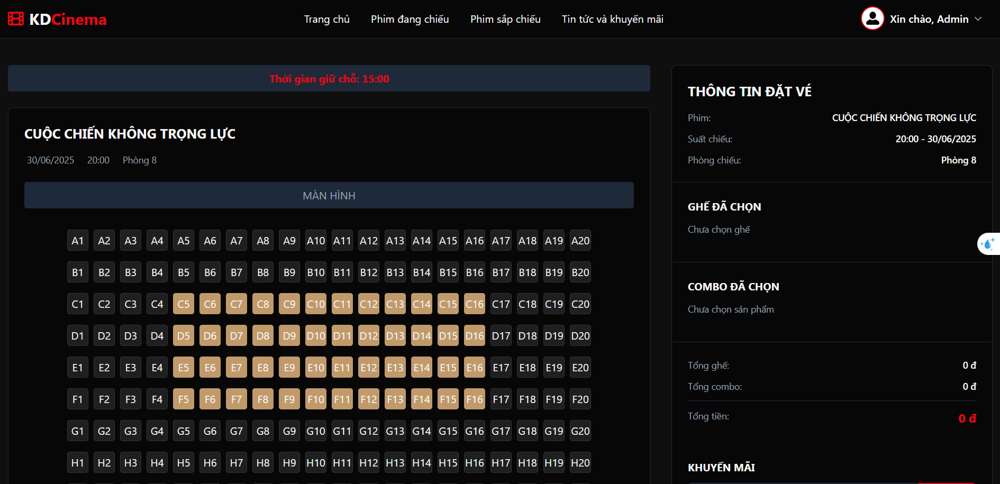 KDCinema
Trang chủ Phim đang chiếu Phim sắp chiếu Tin tức và khuyến mãi
Xin chào, Admin
Thời gian giữ chỗ: 15:00
CUỘC CHIẾN KHÔNG TRỌNG LỰC
30/06/2025 20:00 Phòng 8
MÀN HÌNH
A1 A2 A3 A4 A5 A6 A7 A8 A9 A10 A11 A12 A13 A14 A15 A16 A17 A18 A19 A20
B1 B2 B3 B4 B5 B6 B7 B8 B9 B10 B11 B12 B13 B14 B15 B16 B17 B18 B19 B20
C1 C2 C3 C4 C5 C6 C7 C8 C9 C10 C11 C12 C13 C14 C15 C16 C17 C18 C19 C20
D1 D2 D3 D4 D5 D6 D7 D8 D9 D10 D11 D12 D13 D14 D15 D16 D17 D18 D19 D20
E1 E2 E3 E4 E5 E6 E7 E8 E9 E10 E11 E12 E13 E14 E15 E16 E17 E18 E19 E20
F1 F2 F3 F4 F5 F6 F7 F8 F9 F10 F11 F12 F13 F14 F15 F16 F17 F18 F19 F20
G1 G2 G3 G4 G5 G6 G7 G8 G9 G10 G11 G12 G13 G14 G15 G16 G17 G18 G19 G20
H1 H2 H3 H4 H5 H6 H7 H8 H9 H10 H11 H12 H13 H14 H15 H16 H17 H18 H19 H20
THÔNG TIN ĐẶT VÉ
Phim: CUỘC CHIẾN KHÔNG TRỌNG LỰC
Suất chiếu: 20:00 - 30/06/2025
Phòng chiếu: Phòng 8
GHẾ ĐÃ CHỌN
Chưa chọn ghế
COMBO ĐÃ CHỌN
Chưa chọn sản phẩm
Tổng ghế: 0 đ
Tổng combo: 0 đ
Tổng tiền: 0 đ
KHUYẾN MÃI